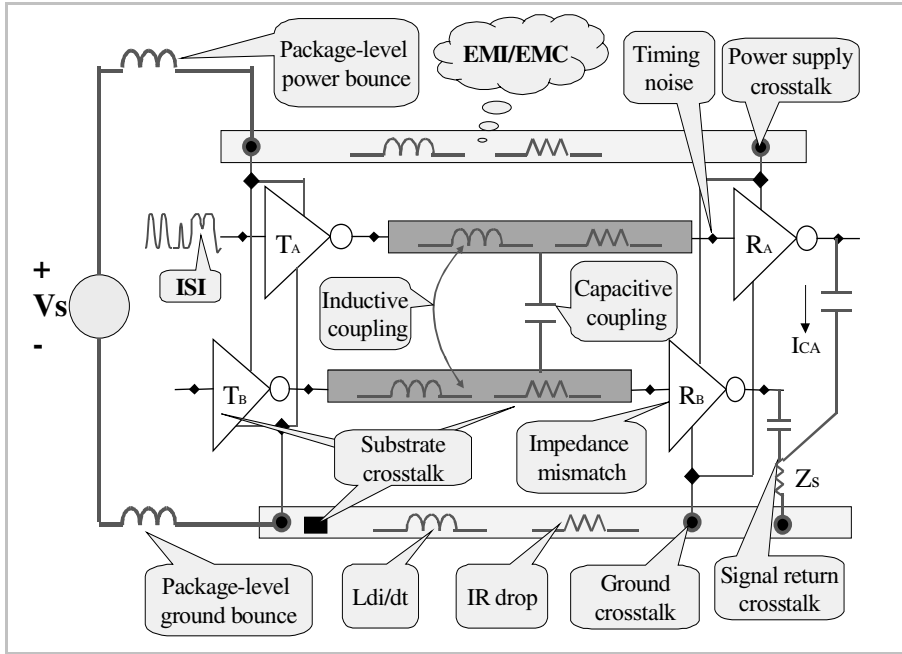 Package-level
power bounce
EMI/EMC
Timing
noise
Power supply
crosstalk
TA
RA
ISI
+
Vs
-
Inductive
coupling
Capacitive
coupling
ICA
TB
RB
Substrate
crosstalk
Impedance
mismatch
Zs
Package-level
ground bounce
Ldi/dt
IR drop
Ground
crosstalk
Signal return
crosstalk